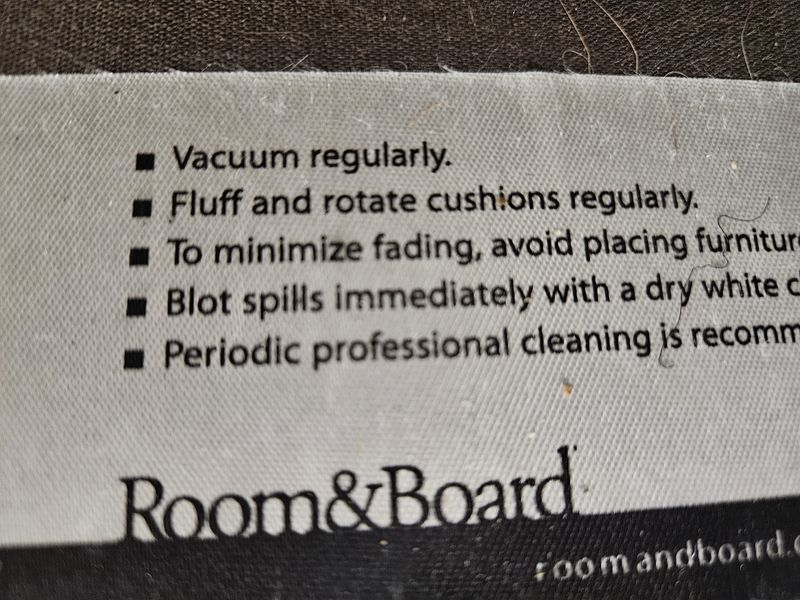 ■ Vacuum regularly.
■ Fluff and rotate cushions regularly.
■ To minimize fading, avoid placing furniture
■ Blot spills immediately with a dry white
■ Periodic professional cleaning is recomm
Room&Board
roomandboard.